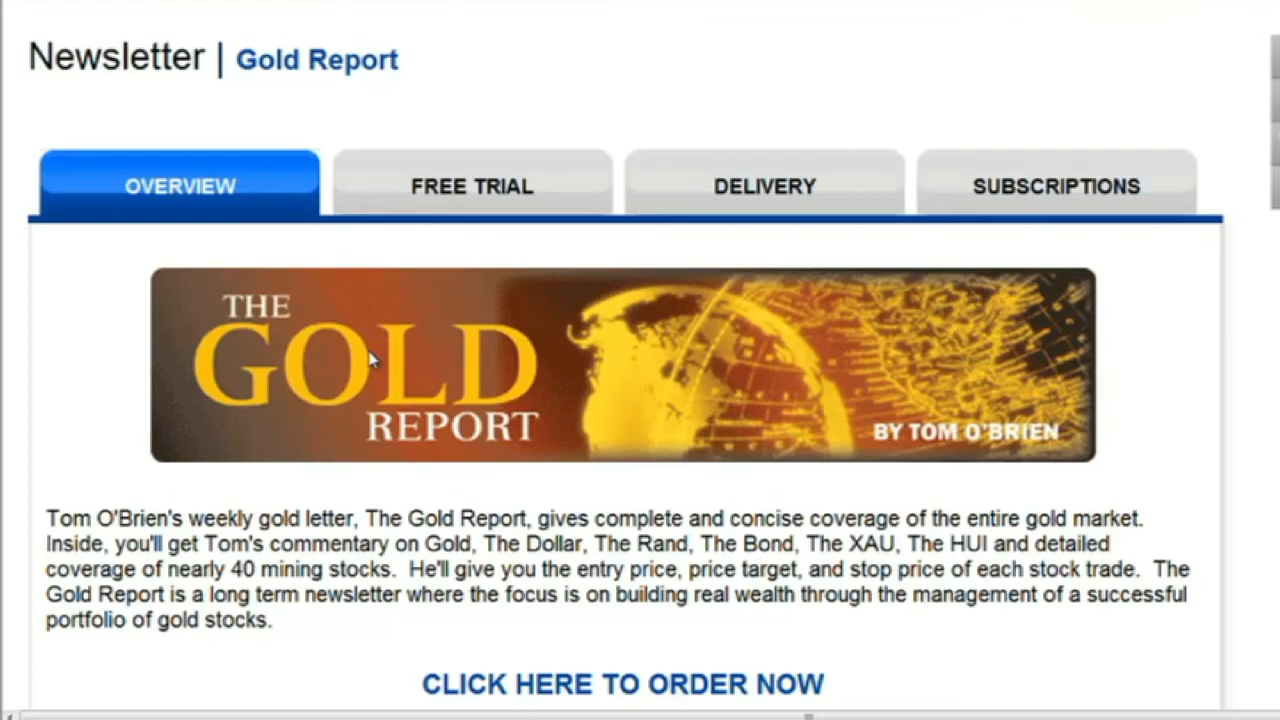 Newsletter | Gold Report
OVERVIEW
FREE TRIAL
DELIVERY
SUBSCRIPTIONS
THE
GOLD
REPORT
BY TOM O'BRIEN
Tom O'Brien's weekly gold letter, The Gold Report, gives complete and concise coverage of the entire gold market.
Inside, you'll get Tom's commentary on Gold, The Dollar, The Rand, The Bond, The XAU, The HUI and detailed
coverage of nearly 40 mining stocks.  He'll give you the entry price, price target, and stop price of each stock trade.  The
Gold Report is a long term newsletter where the focus is on building real wealth through the management of a successful
portfolio of gold stocks.
CLICK HERE TO ORDER NOW